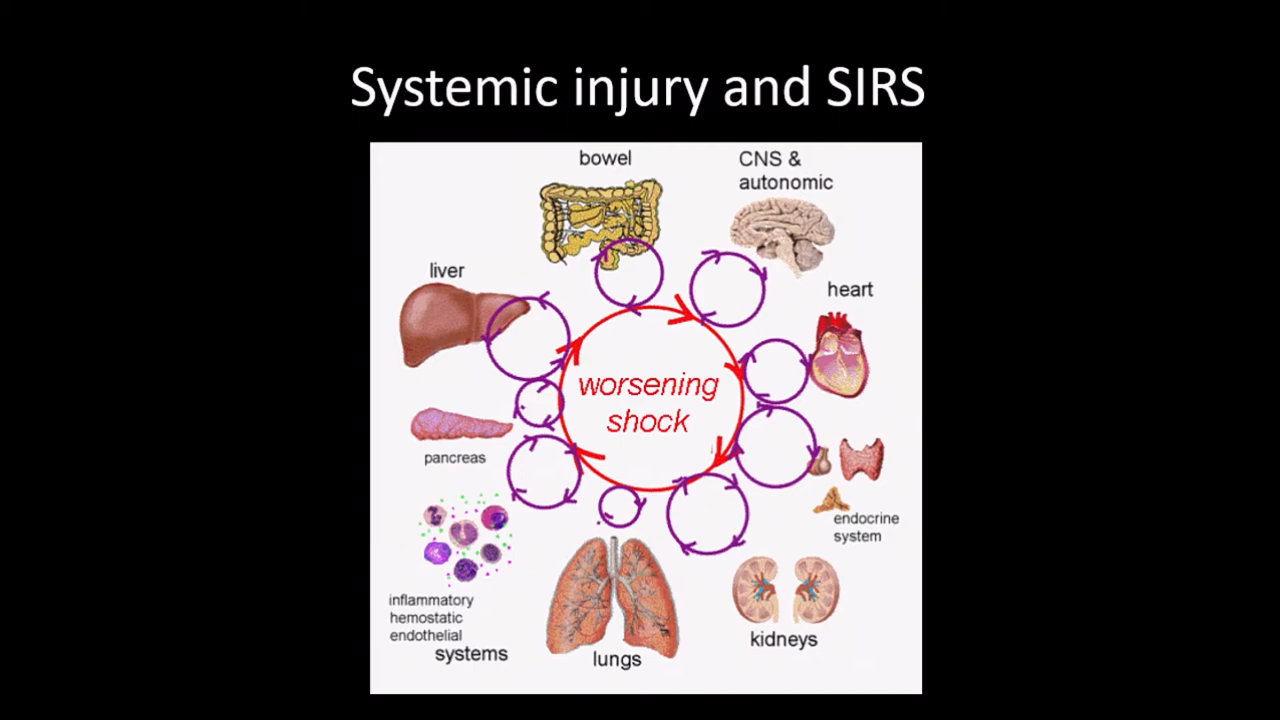 Systemic injury and SIRS
bowel
CNS &
autonomic
liver
heart
worsening
shock
pancreas
endocrine
system
inflammatory
hemostatic
endothelial
systems
kidneys
lungs